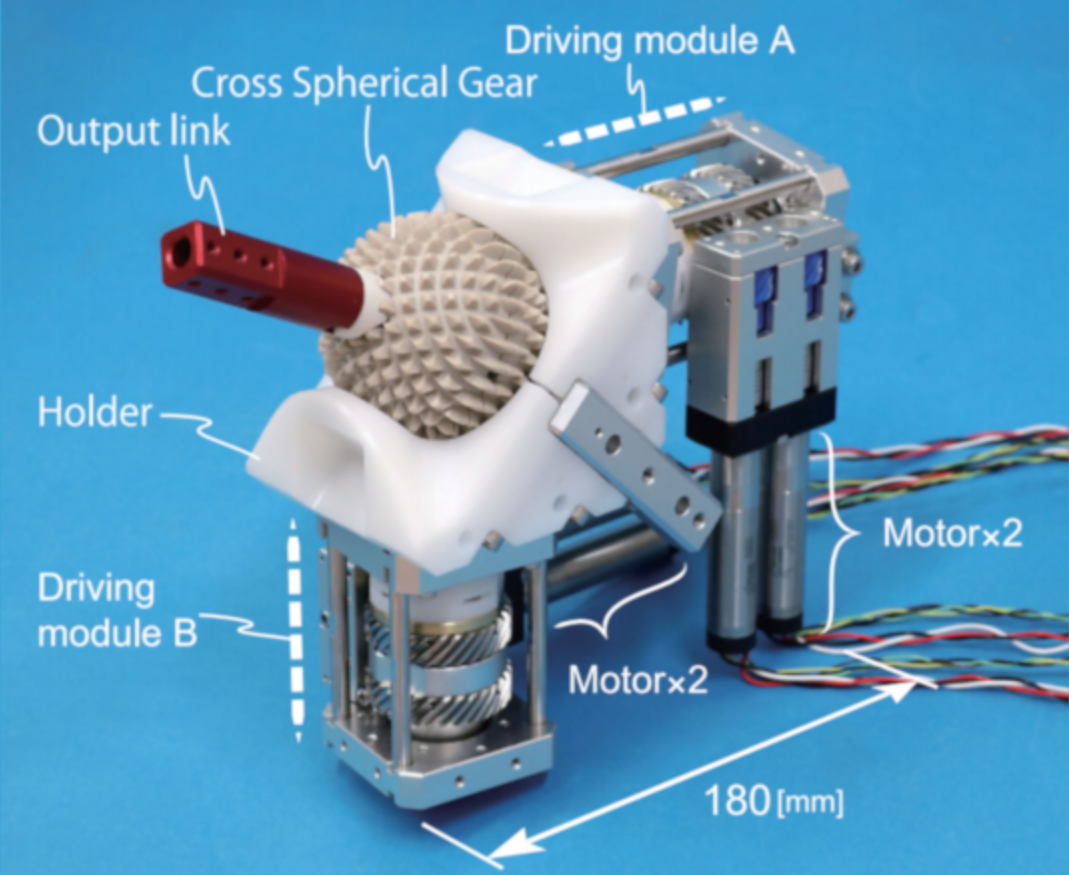 Driving module A
Cross Spherical Gear
Output link
Holder
Motor×2
Driving
module B
Motor×2
180[mm]